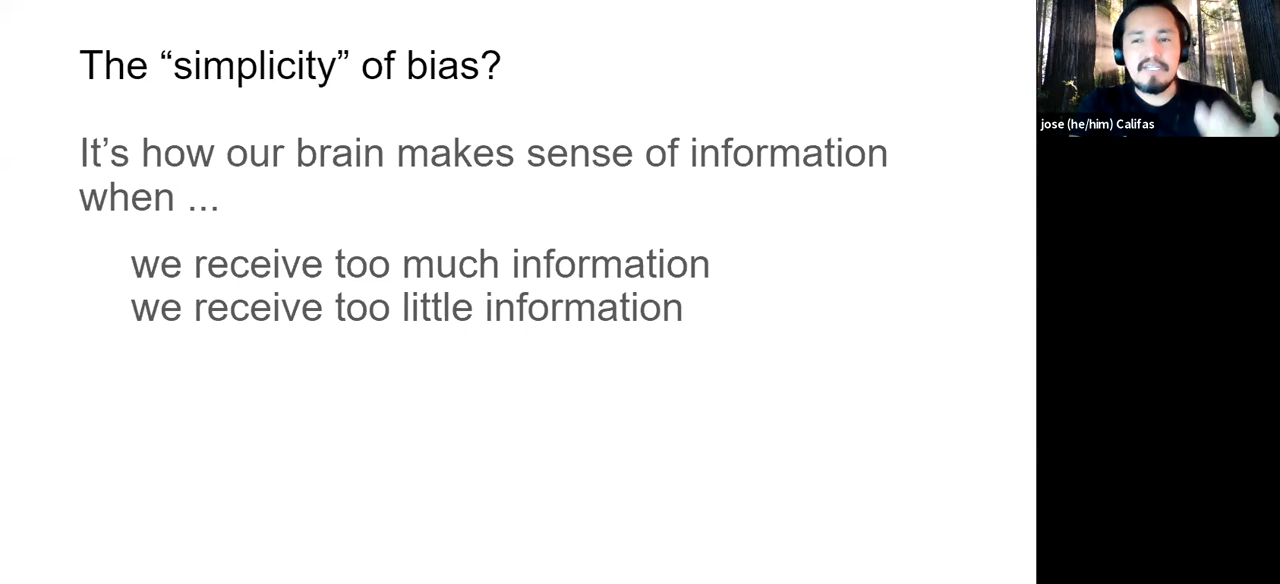 The “simplicity” of bias?
It’s how our brain makes sense of information
when ...
we receive too much information
we receive too little information
jose (he/him) Califas